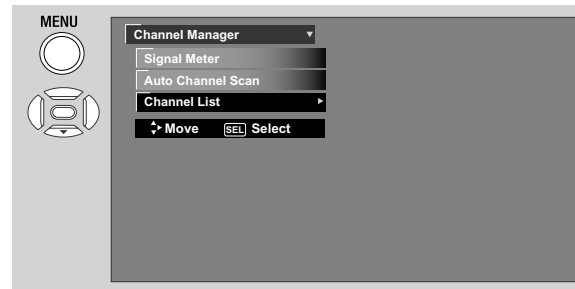 MENU
Channel Manager
Signal Meter
Auto Channel Scan
Channel List
Move SEL Select